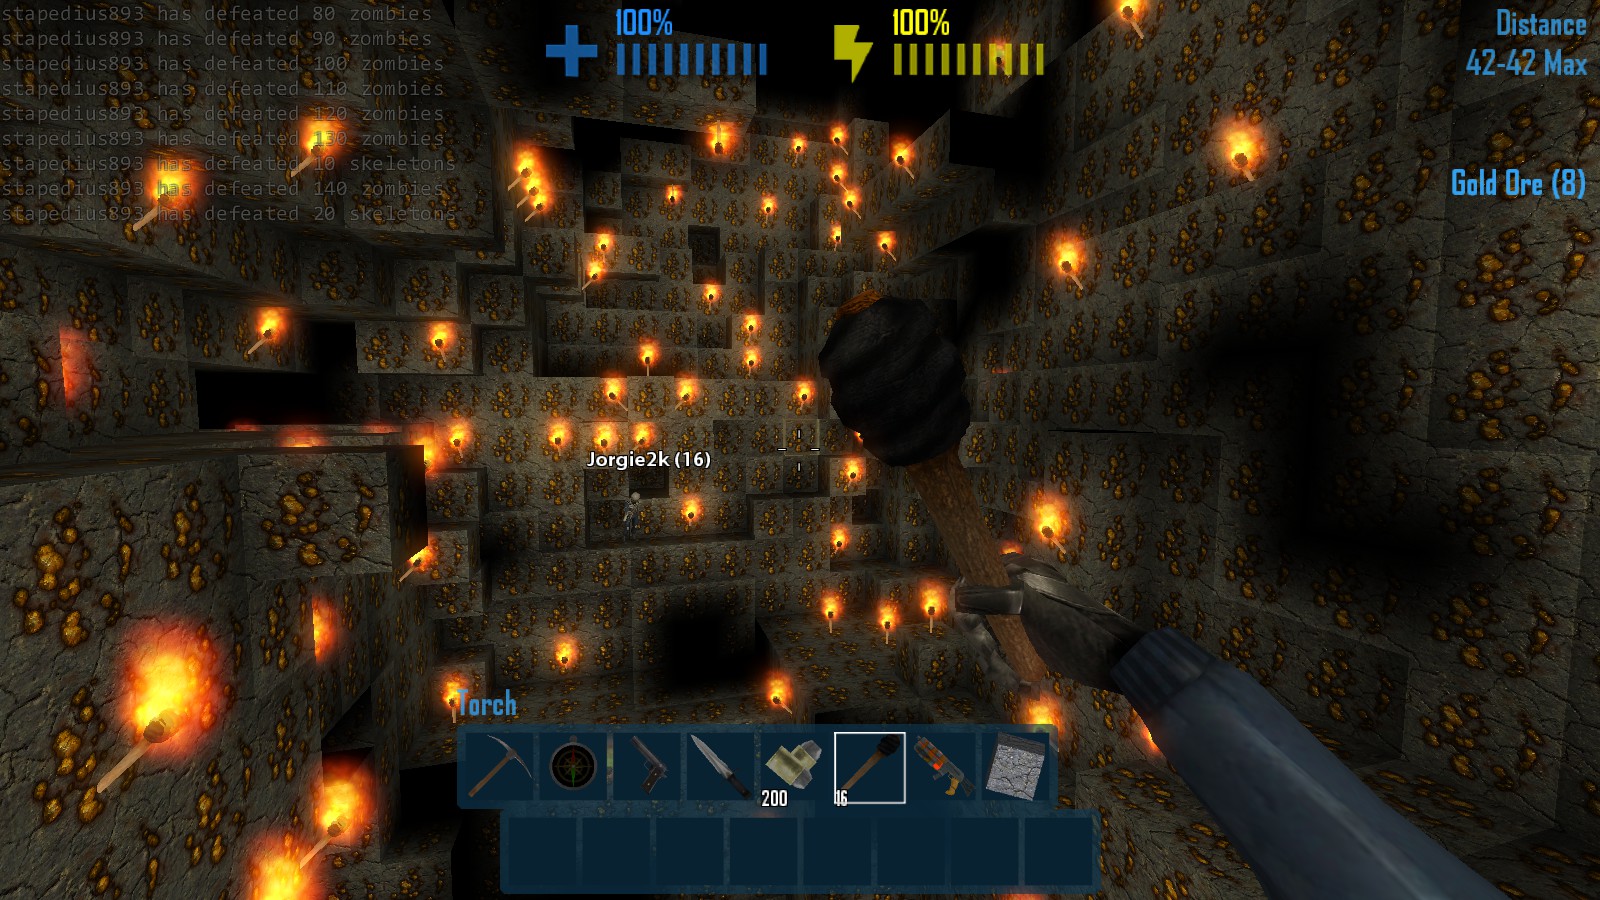 stapedius893 has defeated 80 zombies
stapedius893 has defeated 90 zombies
stapedius893 has defeated 100 zombies
stapedius893 has defeated 110 zombies
stapedius893 has defeated 120 zombies
stapedius893 has defeated 130 zombies
stapedius893 has defeated 10 skeletons
stapedius893 has defeated 140 zombies
stapedius893 has defeated 20 skeletons
100%
100%
Distance
42-42 Max
Gold Ore (8)
Jorgie2k (16)
Torch
200
16